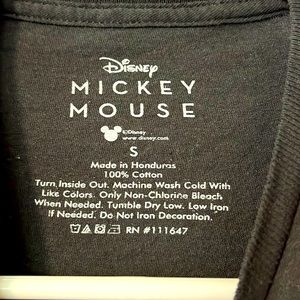 Disney
MICKEY
MOUSE
©Disney
www.disney.com
S
Made in Honduras
100% Cotton
Turn Inside Out. Machine Wash Cold With
Like Colors. Only Non-Chlorine Bleach
When Needed. Tumble Dry Low. Low Iron
If Needed. Do Not Iron Decoration.
RN #111647